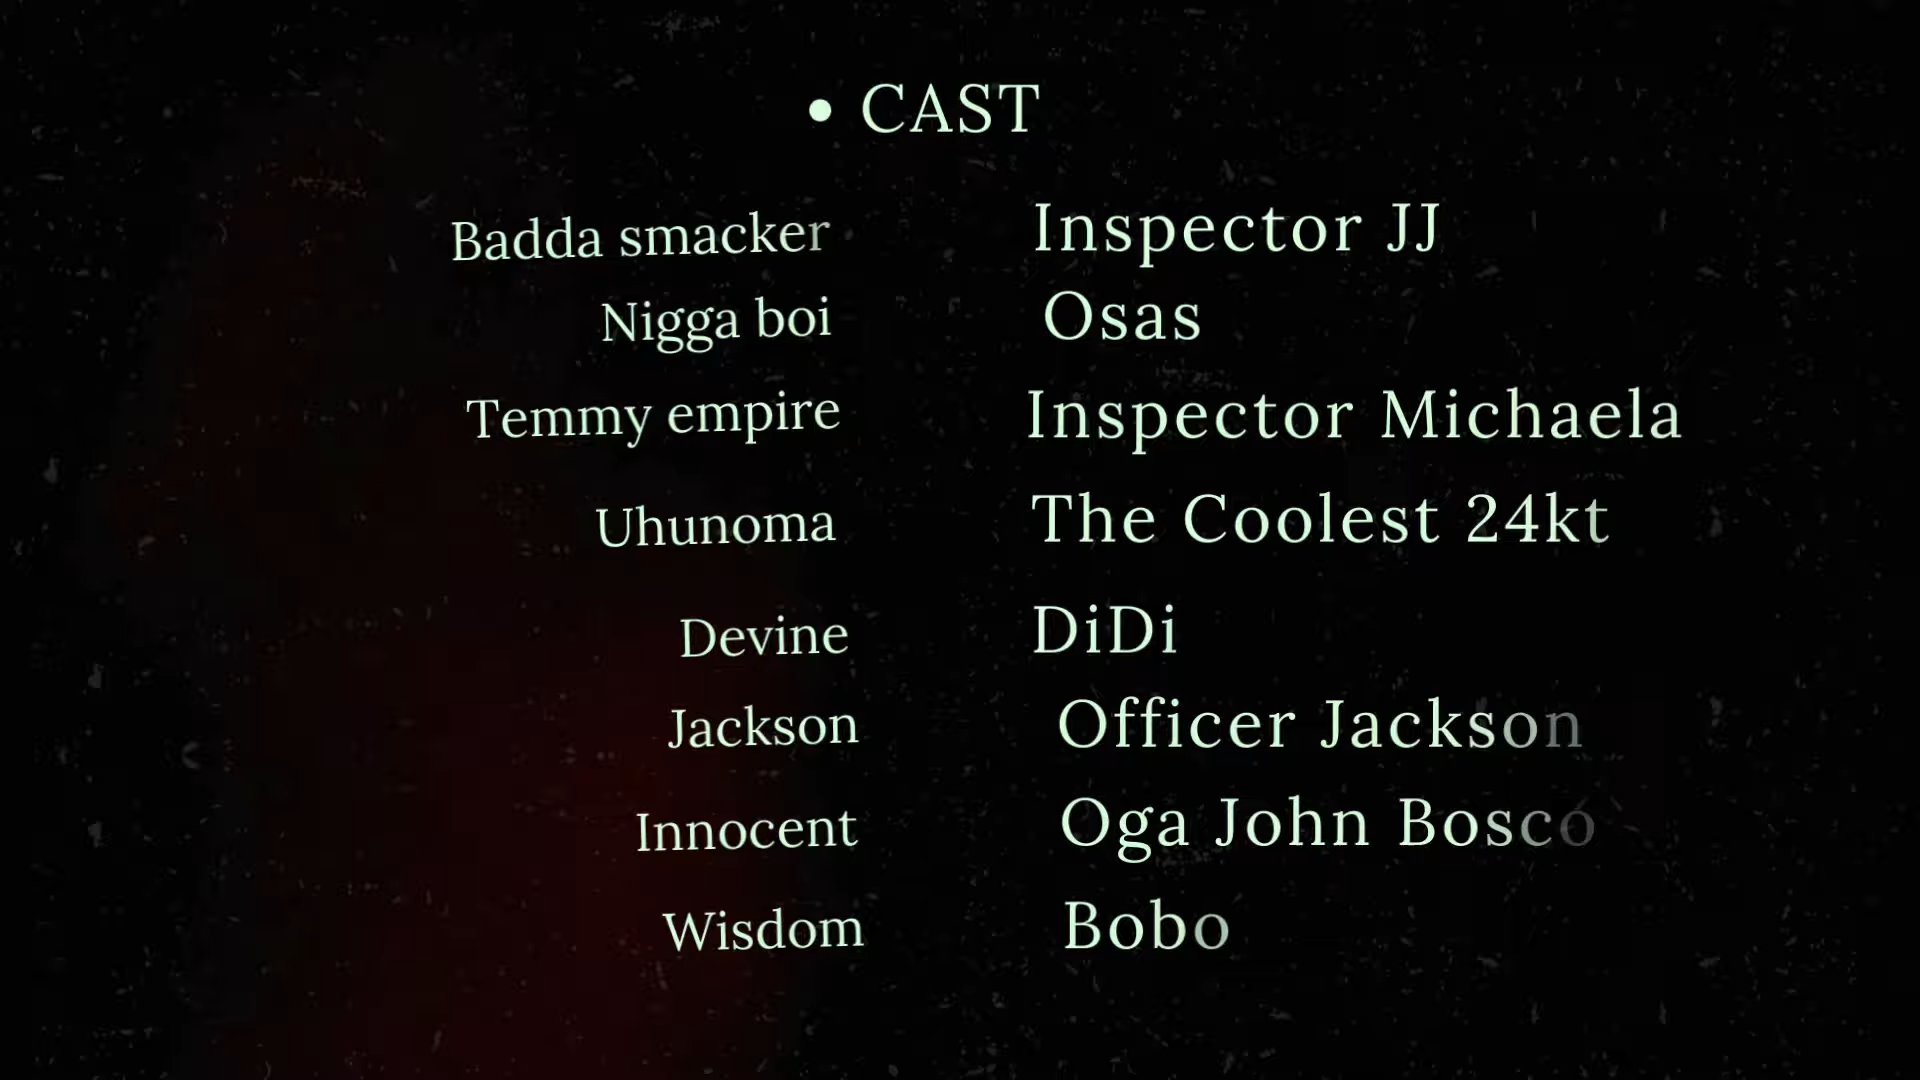 • CAST
Badda smacker Inspector JJ
Nigga boi Osas
Temmy empire Inspector Michaela
Uhunoma The Coolest 24kt
Devine DiDi
Jackson Officer Jackson
Innocent Oga John Bosco
Wisdom Bobo